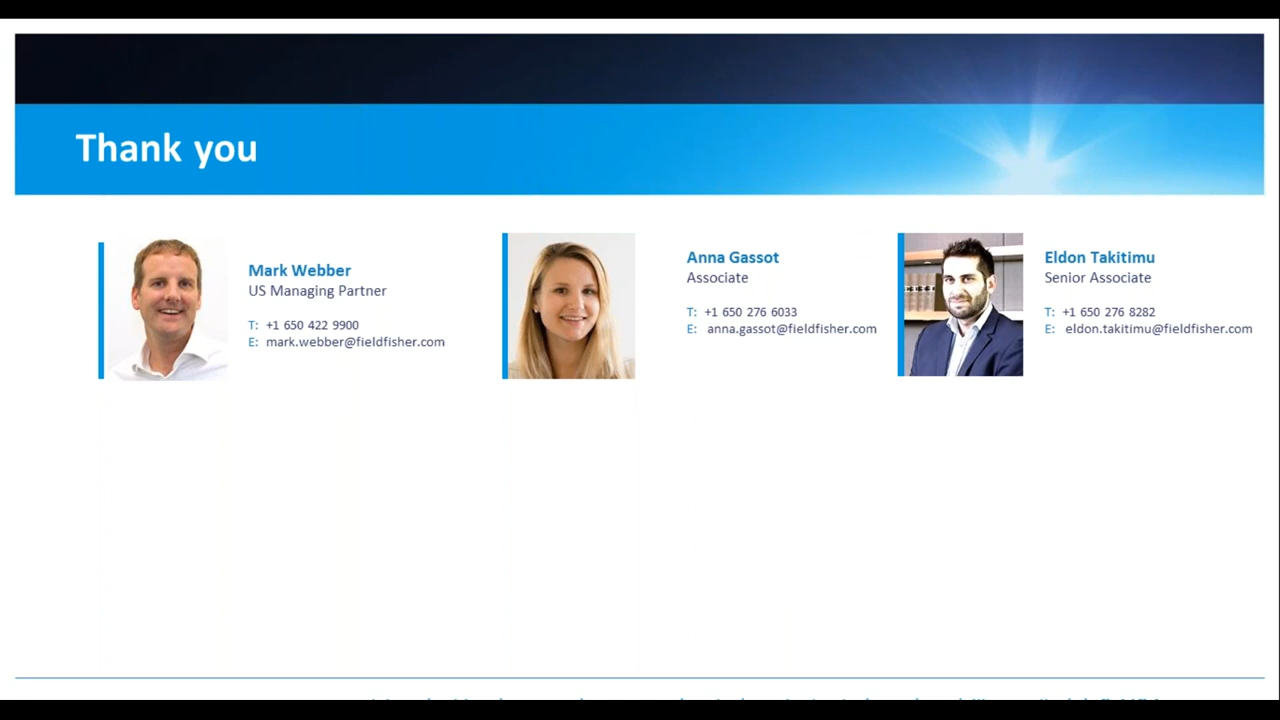 Thank you
Mark Webber
US Managing Partner
T: +1 650 422 9900
E: mark.webber@fieldfisher.com
Anna Gassot
Associate
T: +1 650 276 6033
E: anna.gassot@fieldfisher.com
Eldon Takitimu
Senior Associate
T: +1 650 276 8282
E: eldon.takitimu@fieldfisher.com